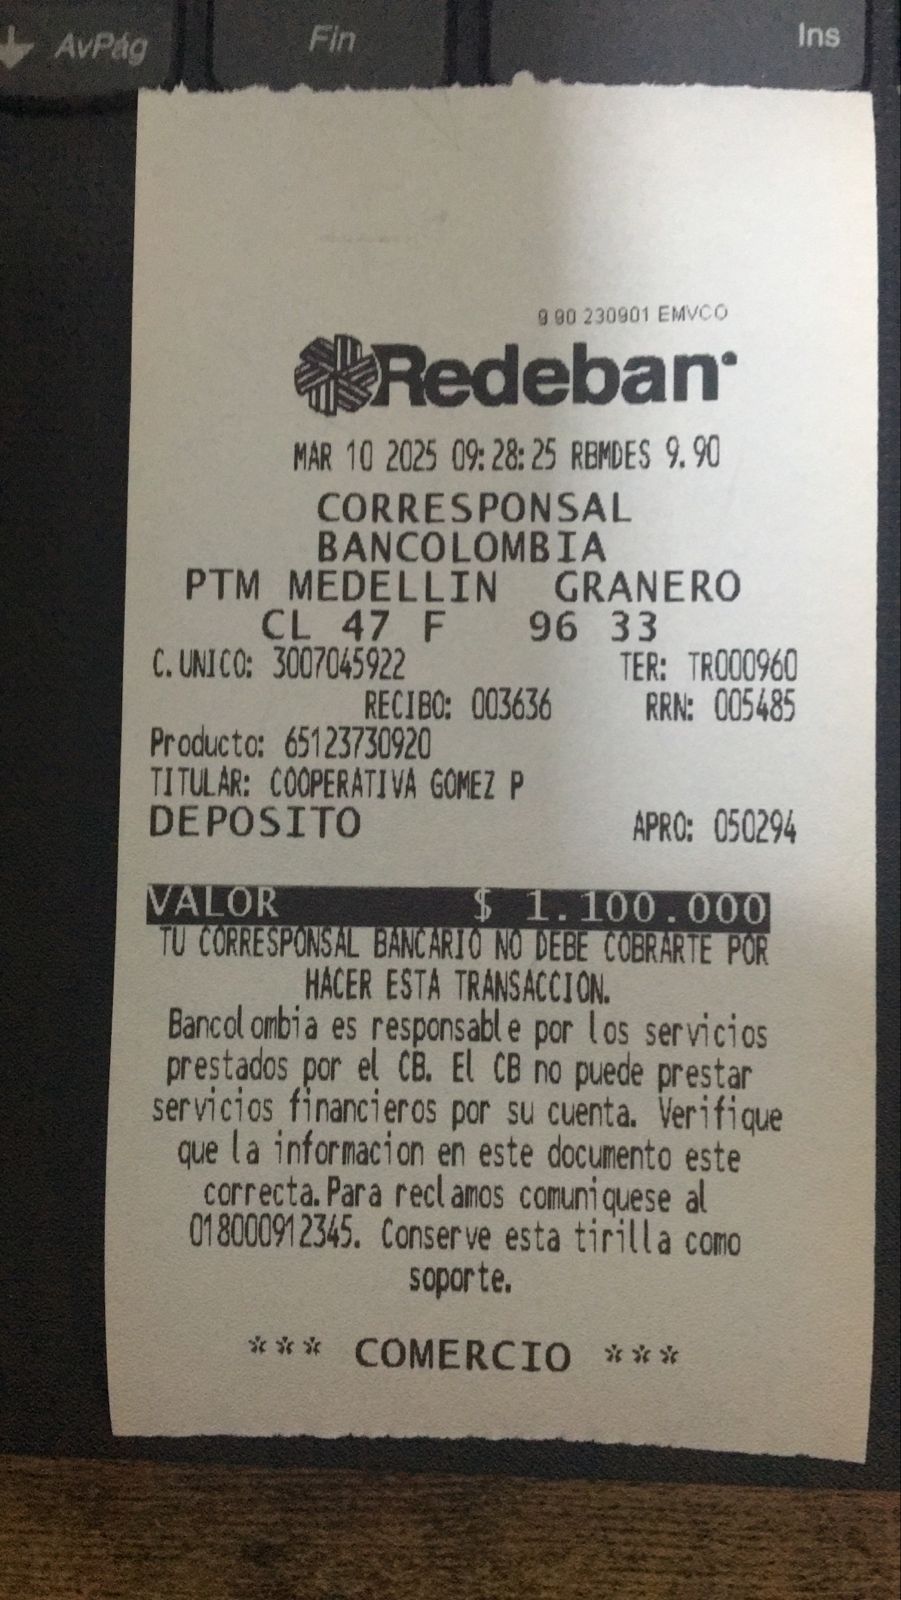 AvPág
Fin
Ins
9 90 230901 EMVCO
Redeban
MAR 10 2025 09:28:25 RBMDES 9.90
CORRESPONSAL
BANCOLOMBIA
PTM MEDELLIN GRANERO
CL 47 F 96 33
C.UNICO: 3007045922 TER: TR000960
RECIBO: 003636 RRN: 005485
Producto: 65123730920
TITULAR: COOPERATIVA GOMEZ P
DEPOSITO APRO: 050294
VALOR $ 1.100.000
TU CORRESPONSAL BANCARIO NO DEBE COBRARTE POR
HACER ESTA TRANSACCION.
Bancolombia es responsable por los servicios
prestados por el CB. El CB no puede prestar
servicios financieros por su cuenta. Verifique
que la informacion en este documento este
correcta.Para reclamos comuniquese al
018000912345. Conserve esta tirilla como
soporte.
*** COMERCIO ***